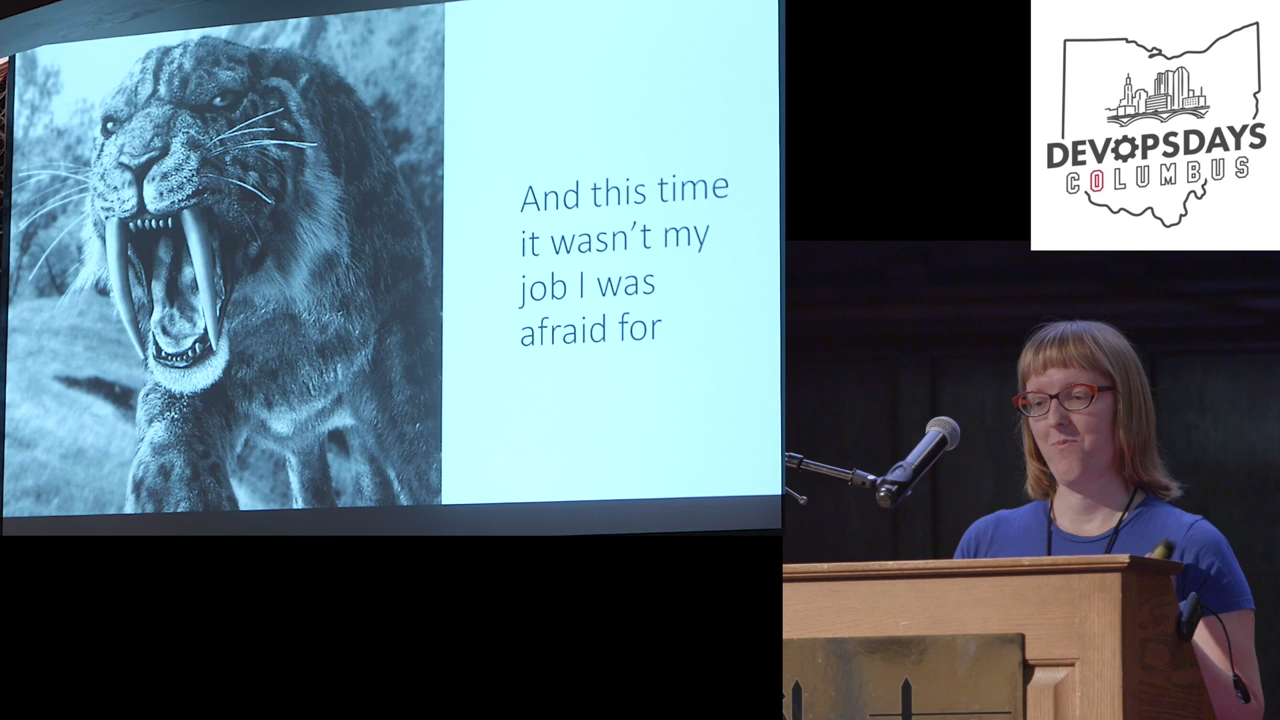 And this time
it wasn't my
job I was
afraid for
DEVOPSDAYS
COLUMBUS